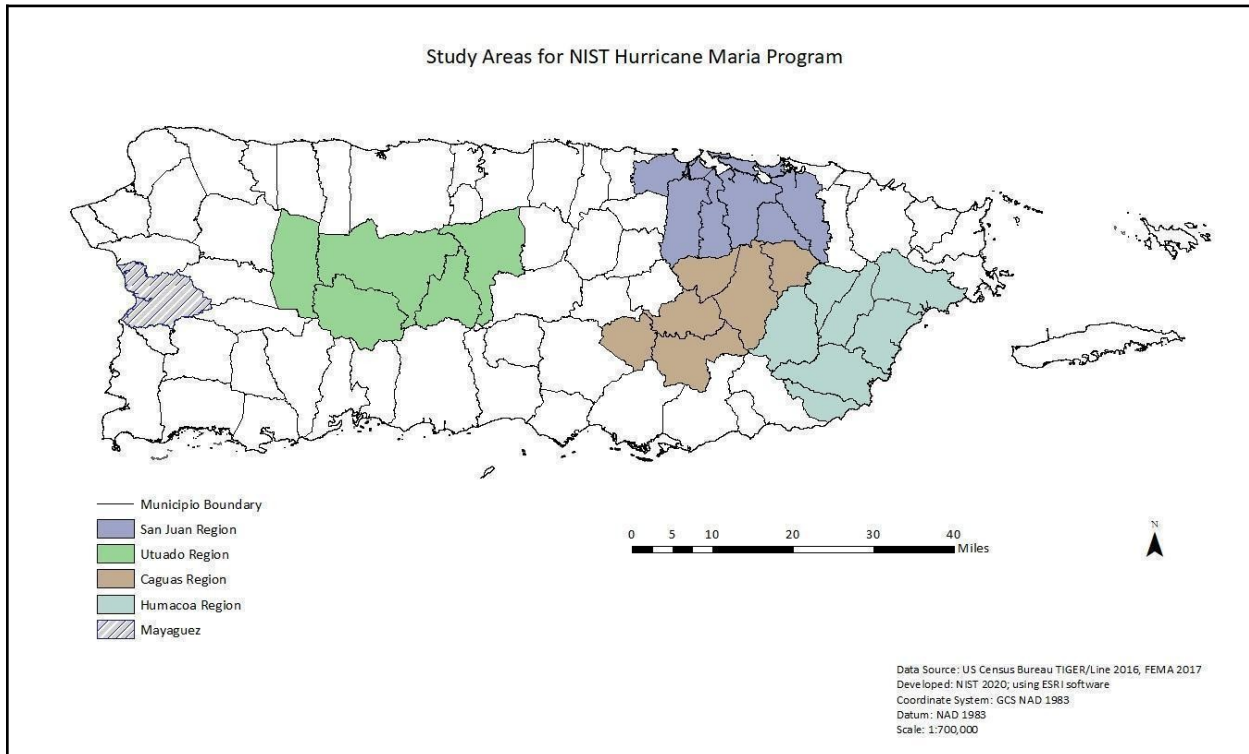 Study Areas for NIST Hurricane Maria Program
Municipio Boundary
San Juan Region
Utuado Region
Caguas Region
Humacoa Region
Mayaguez
0 5 10 20 30 40
Miles
N
Data Source: US Census Bureau TIGER/Line 2016, FEMA 2017
Developed: NIST 2020; using ESRI software
Coordinate System: GCS NAD 1983
Datum: NAD 1983
Scale: 1:700,000